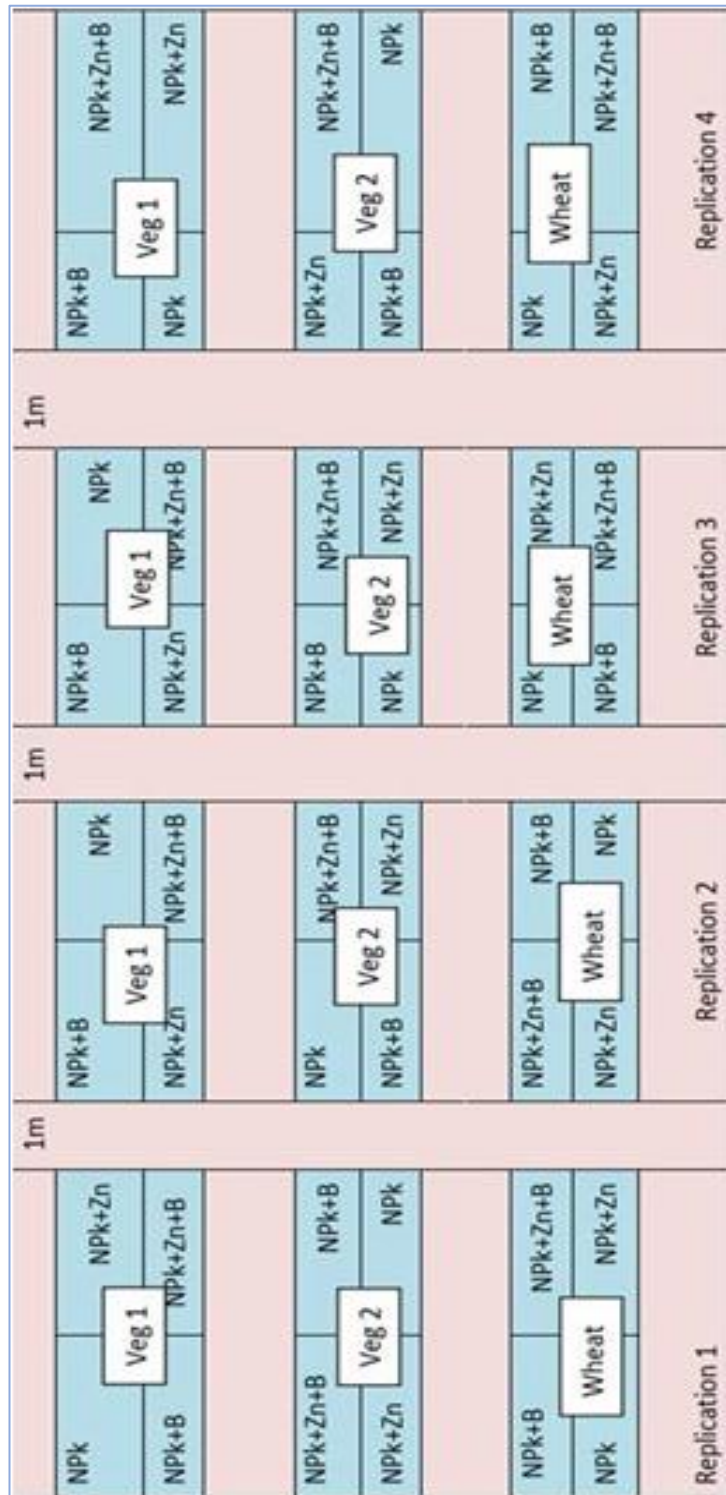 1m 1m 1m
NPk NPk+Zn NPk+B NPk NPk+B NPk NPk+B NPk+Zn+B
Veg 1 Veg 1 Veg 1 Veg 1
NPk+B NPk+Zn+B NPk+Zn NPk+Zn+B NPk+Zn NPk+Zn+B NPk NPk+Zn
NPk+Zn+B NPk+B NPk NPk+Zn+B NPk+B NPk+Zn+B NPk+Zn NPk+Zn+B
Veg 2 Veg 2 Veg 2 Veg 2
NPk+Zn NPk NPk+B NPk+Zn NPk NPk+Zn NPk+B NPk
NPk+B NPk+Zn+B NPk+Zn+B NPk+B NPk NPk+Zn NPk NPk+B
Wheat Wheat Wheat Wheat
NPk NPk+Zn NPk+Zn NPk NPk+B NPk+Zn+B NPk+Zn NPk+Zn+B
Replication 1 Replication 2 Replication 3 Replication 4